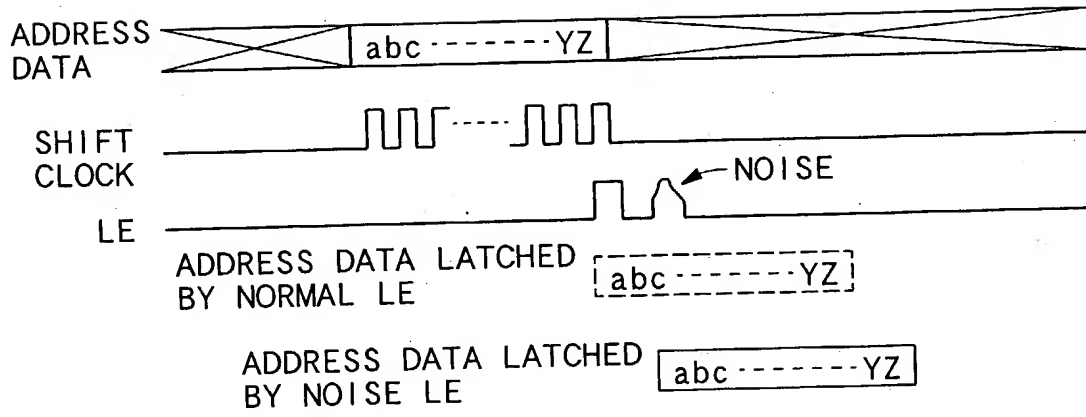 ADDRESS
DATA
abc-------YZ
SHIFT
CLOCK
NOISE
LE
ADDRESS DATA LATCHED
BY NORMAL LE
abc-------YZ
ADDRESS DATA LATCHED
BY NOISE LE
abc-------YZ